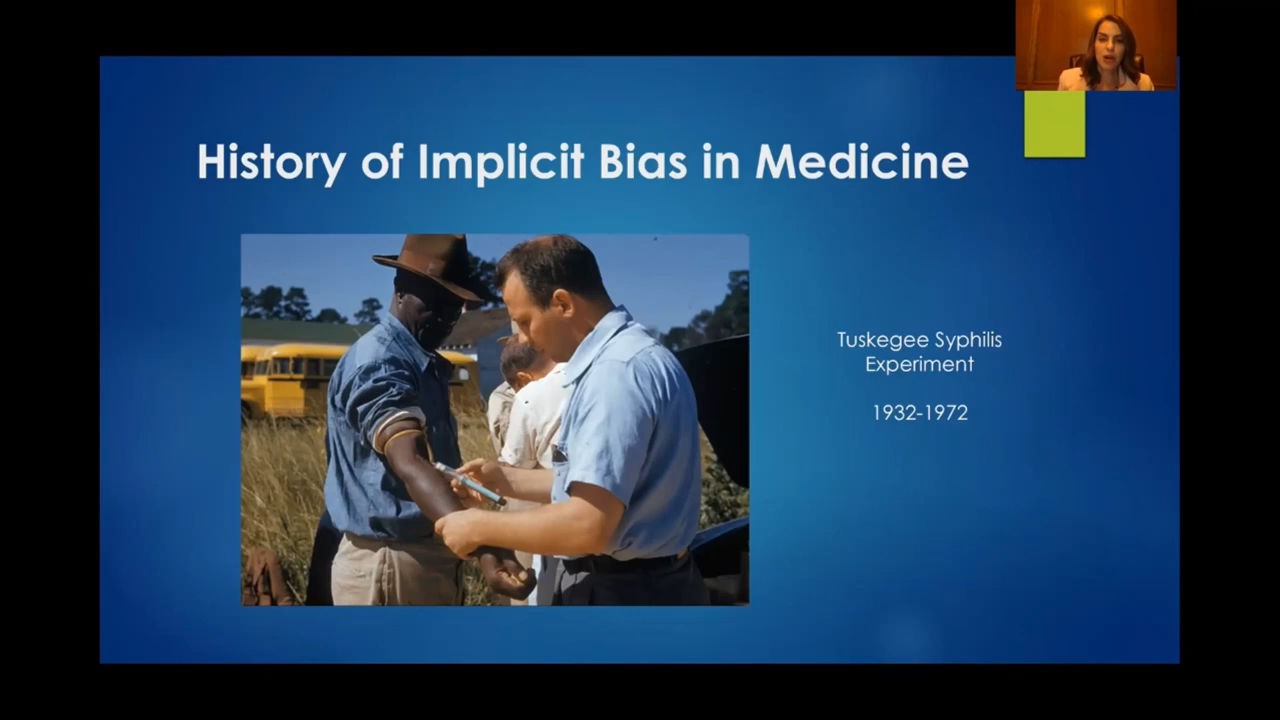 History of Implicit Bias in Medicine
Tuskegee Syphilis
Experiment
1932-1972